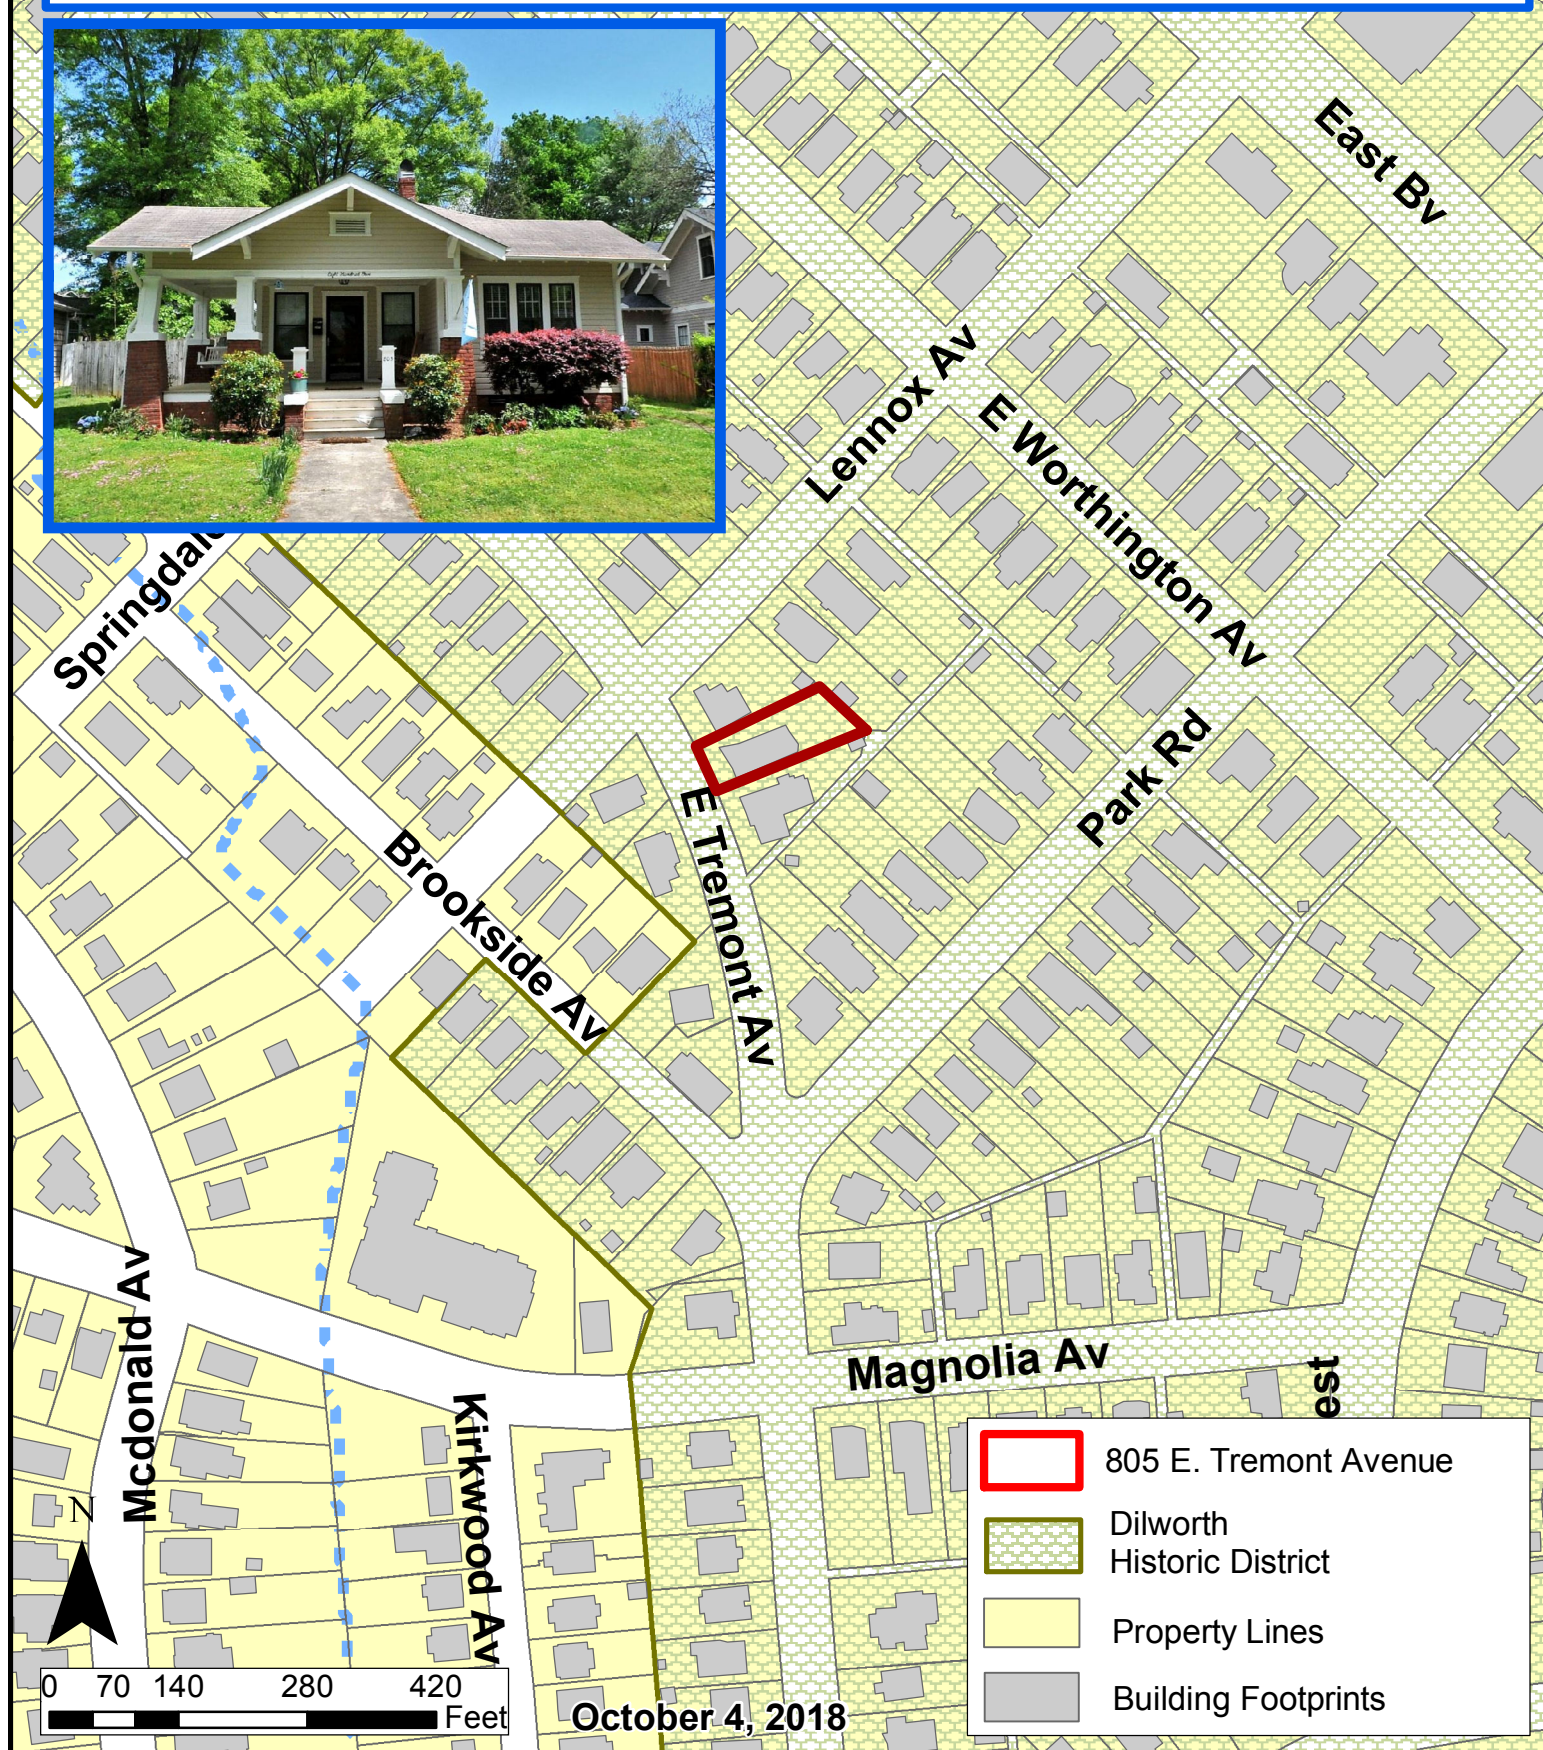 East Bv
Lennox Av
E Worthington Av
Springdale
Park Rd
E Tremont Av
Brookside Av
Magnolia Av
Mcdonald Av
Kirkwood Av
est
805 E. Tremont Avenue
Dilworth
Historic District
Property Lines
Building Footprints
N
0 70 140 280 420
Feet
October 4, 2018